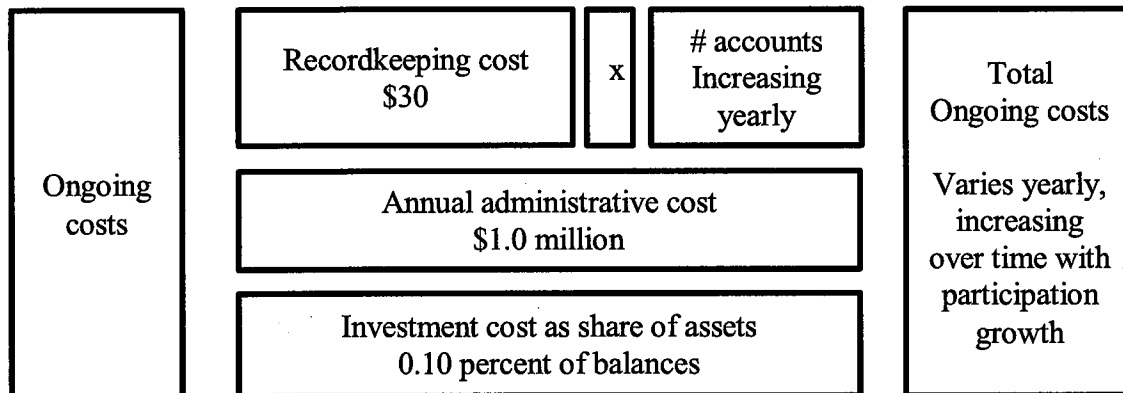 Ongoing
costs
Recordkeeping cost
$30
x
# accounts
Increasing
yearly
Annual administrative cost
$1.0 million
Investment cost as share of assets
0.10 percent of balances
Total
Ongoing costs
Varies yearly,
increasing
over time with
participation
growth